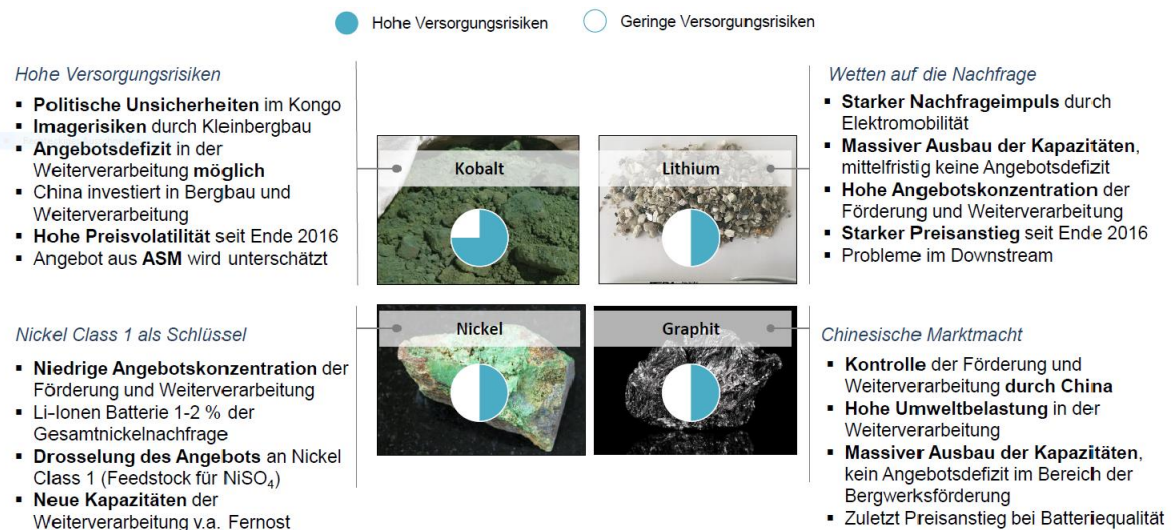 Hohe Versorgungsrisiken
Geringe Versorgungsrisiken
Hohe Versorgungsrisiken
▪ Politische Unsicherheiten im Kongo
▪ Imagerisiken durch Kleinbergbau
▪ Angebotsdefizit in der
Weiterverarbeitung möglich
▪ China investiert in Bergbau und
Weiterverarbeitung
▪ Hohe Preisvolatilität seit Ende 2016
▪ Angebot aus ASM wird unterschätzt
Kobalt
Lithium
Wetten auf die Nachfrage
▪ Starker Nachfrageimpuls durch
Elektromobilität
▪ Massiver Ausbau der Kapazitäten,
mittelfristig keine Angebotsdefizit
▪ Hohe Angebotskonzentration der
Förderung und Weiterverarbeitung
▪ Starker Preisanstieg seit Ende 2016
▪ Probleme im Downstream
Nickel Class 1 als Schlüssel
▪ Niedrige Angebotskonzentration der
Förderung und Weiterverarbeitung
▪ Li-Ionen Batterie 1-2 % der
Gesamtnickelnachfrage
▪ Drosselung des Angebots an Nickel
Class 1 (Feedstock für NiSO₄)
▪ Neue Kapazitäten der
Weiterverarbeitung v.a. Fernost
Nickel
Graphit
Chinesische Marktmacht
▪ Kontrolle der Förderung und
Weiterverarbeitung durch China
▪ Hohe Umweltbelastung in der
Weiterverarbeitung
▪ Massiver Ausbau der Kapazitäten,
kein Angebotsdefizit im Bereich der
Bergwerksförderung
▪ Zuletzt Preisanstieg bei Batteriequalität